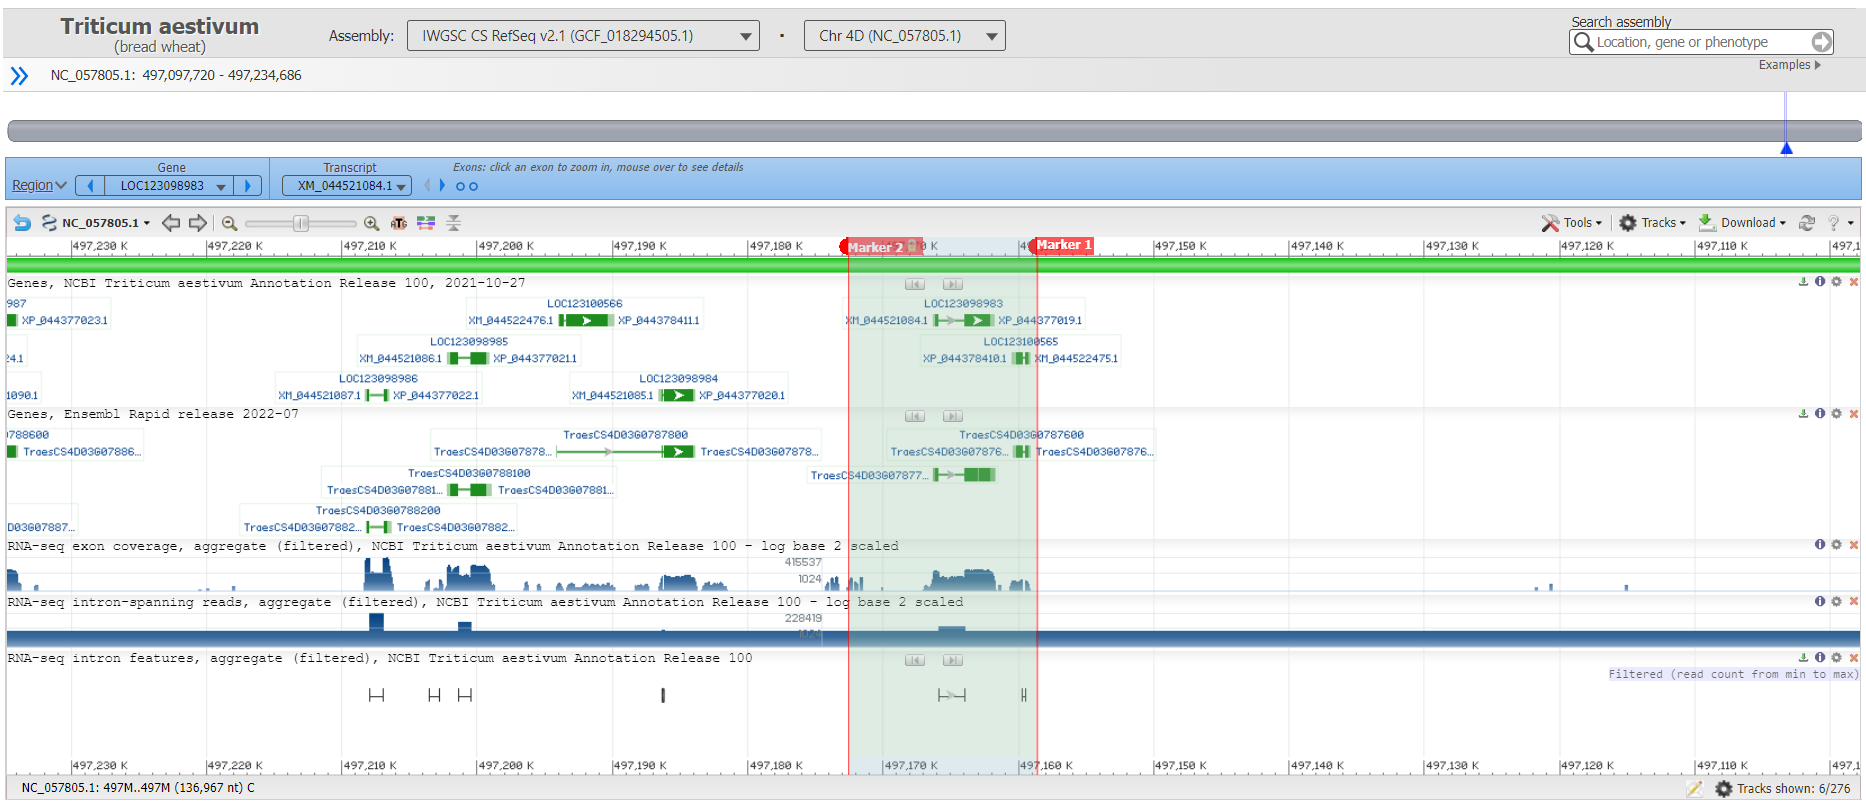 Triticum aestivum
(bread wheat)
Assembly: IWGSC CS RefSeq v2.1 (GCF_018294505.1) · Chr 4D (NC_057805.1)
Search assembly
Location, gene or phenotype
Examples
NC_057805.1: 497,097,720 - 497,234,686
Gene Transcript Exons: click an exon to zoom in, mouse over to see details
Region LOC123098983 XM_044521084.1
NC_057805.1 Tools Tracks Download ?
497,230 K 497,220 K 497,210 K 497,200 K 497,190 K 497,180 K Marker 2 K Marker 1 497,150 K 497,140 K 497,130 K 497,120 K 497,110 K 497,1
Genes, NCBI Triticum aestivum Annotation Release 100, 2021-10-27
987 LOC123100566 LOC123098983
XP_044377023.1 XM_044522476.1 XP_044378411.1 XM_044521084.1 XP_044377019.1
LOC123098985 LOC123100565
24.1 XM_044521086.1 XP_044377021.1 XP_044378410.1 XM_044522475.1
LOC123098986 LOC123098984
1090.1 XM_044521087.1 XP_044377022.1 XM_044521085.1 XP_044377020.1
Genes, Ensembl Rapid release 2022-07
788600 TraesCS4D03G0787800 TraesCS4D03G0787600
TraesCS4D03G07886... TraesCS4D03G07878... TraesCS4D03G07878... TraesCS4D03G07876... TraesCS4D03G07876...
TraesCS4D03G0788100 TraesCS4D03G07877...
TraesCS4D03G07881... TraesCS4D03G07881...
TraesCS4D03G0788200
D03G07887... TraesCS4D03G07882... TraesCS4D03G07882...
RNA-seq exon coverage, aggregate (filtered), NCBI Triticum aestivum Annotation Release 100 - log base 2 scaled
415537
1024
RNA-seq intron-spanning reads, aggregate (filtered), NCBI Triticum aestivum Annotation Release 100 - log base 2 scaled
228419
1024
RNA-seq intron features, aggregate (filtered), NCBI Triticum aestivum Annotation Release 100
Filtered (read count from min to max)
497,230 K 497,220 K 497,210 K 497,200 K 497,190 K 497,180 K 497,170 K 497,160 K 497,150 K 497,140 K 497,130 K 497,120 K 497,110 K 497,1
NC_057805.1: 497M..497M (136,967 nt) C Tracks shown: 6/276